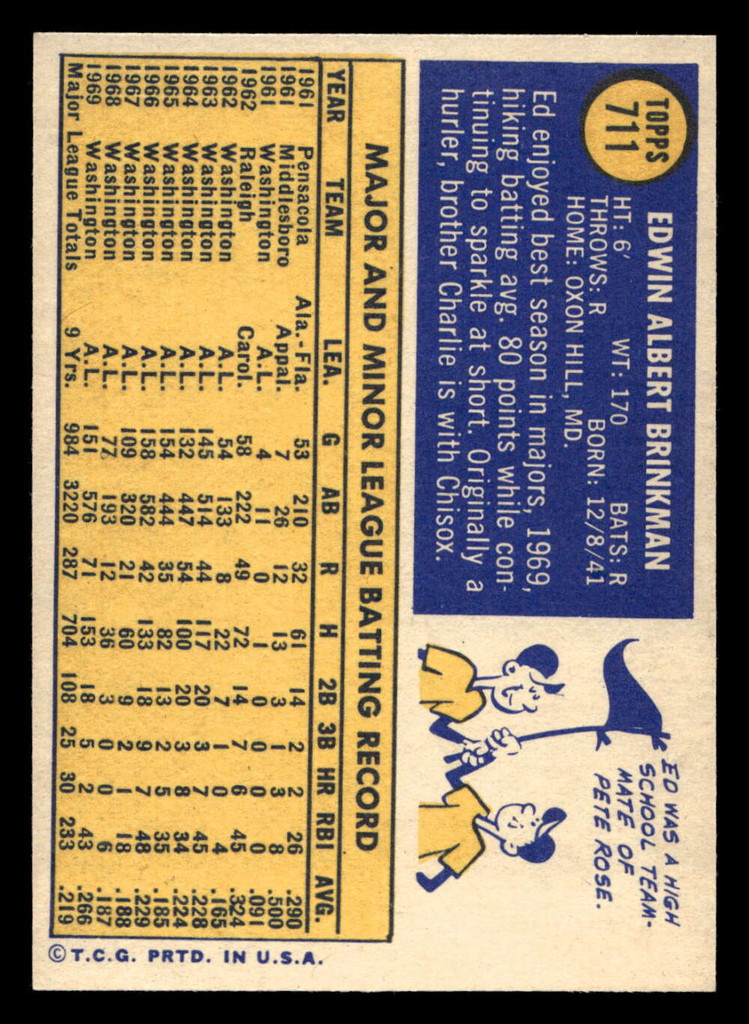 TOPPS
711
EDWIN ALBERT BRINKMAN
HT: 6' WT: 170 BATS: R
THROWS: R BORN: 12/8/41
HOME: OXON HILL, MD.
Ed enjoyed best season in majors, 1969,
hiking batting avg. 80 points while con-
tinuing to sparkle at short. Originally a
hurler, brother Charlie is with Chisox.
ED WAS A HIGH
SCHOOL TEAM-
MATE OF
PETE ROSE.
MAJOR AND MINOR LEAGUE BATTING RECORD
YEAR TEAM LEA. G AB R H 2B 3B HR RBI AVG.
1961 Pensacola Ala.-Fla. 53 210 32 61 14 2 2 26 .290
1961 Middlesboro Appal. 7 26 12 13 3 1 3 8 .500
1961 Washington A.L. 4 11 0 1 0 0 0 0 .091
1962 Raleigh Carol. 58 222 49 72 14 7 6 45 .324
1962 Washington A.L. 54 133 8 22 7 1 0 4 .165
1963 Washington A.L. 145 514 44 117 20 3 7 45 .228
1964 Washington A.L. 132 447 54 100 20 3 8 34 .224
1965 Washington A.L. 154 444 35 82 13 2 5 35 .185
1966 Washington A.L. 158 582 42 133 18 9 7 48 .229
1967 Washington A.L. 109 320 21 60 9 2 1 18 .188
1968 Washington A.L. 77 193 12 36 3 0 0 6 .187
1969 Washington A.L. 151 576 71 153 18 5 2 43 .266
Major League Totals 9 Yrs. 984 3220 287 704 108 25 30 233 .219
© T.C.G. PRTD. IN U.S.A.